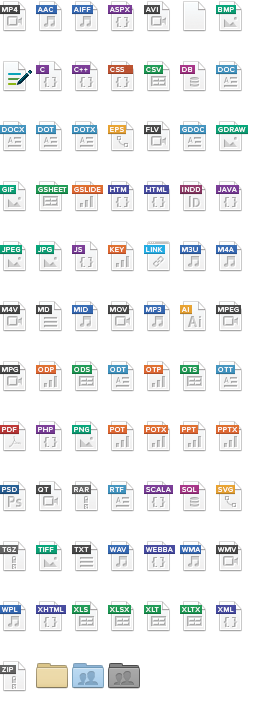 MP4 AAC AIFF ASPX AVI BMP
C C++ CSS CSV DB DOC
DOCX DOT DOTX EPS FLV GDOC GDRAW
GIF GSHEET GSLIDE HTM HTML INDD JAVA
JPEG JPG JS KEY LINK M3U M4A
M4V MD MID MOV MP3 AI MPEG
MPG ODP ODS ODT OTP OTS OTT
PDF PHP PNG POT POTX PPT PPTX
PSD QT RAR RTF SCALA SQL SVG
TGZ TIFF TXT WAV WEBBA WMA WMV
WPL XHTML XLS XLSX XLT XLTX XML
ZIP